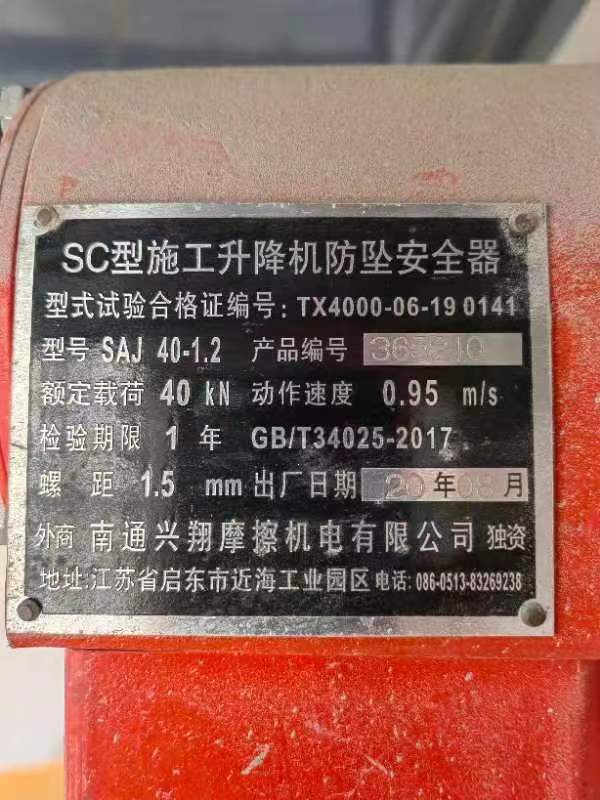 SC型施工升降机防坠安全器
型式试验合格证编号: TX4000-06-19 0141
型号 SAJ 40-1.2 产品编号
额定载荷 40 kN 动作速度 0.95 m/s
检验期限 1 年 GB/T34025-2017
螺 距 1.5 mm 出厂日期 20年08月
外商 南通兴翔摩擦机电有限公司 独资
地址:江苏省启东市近海工业园区 电话: 086-0513-83269238